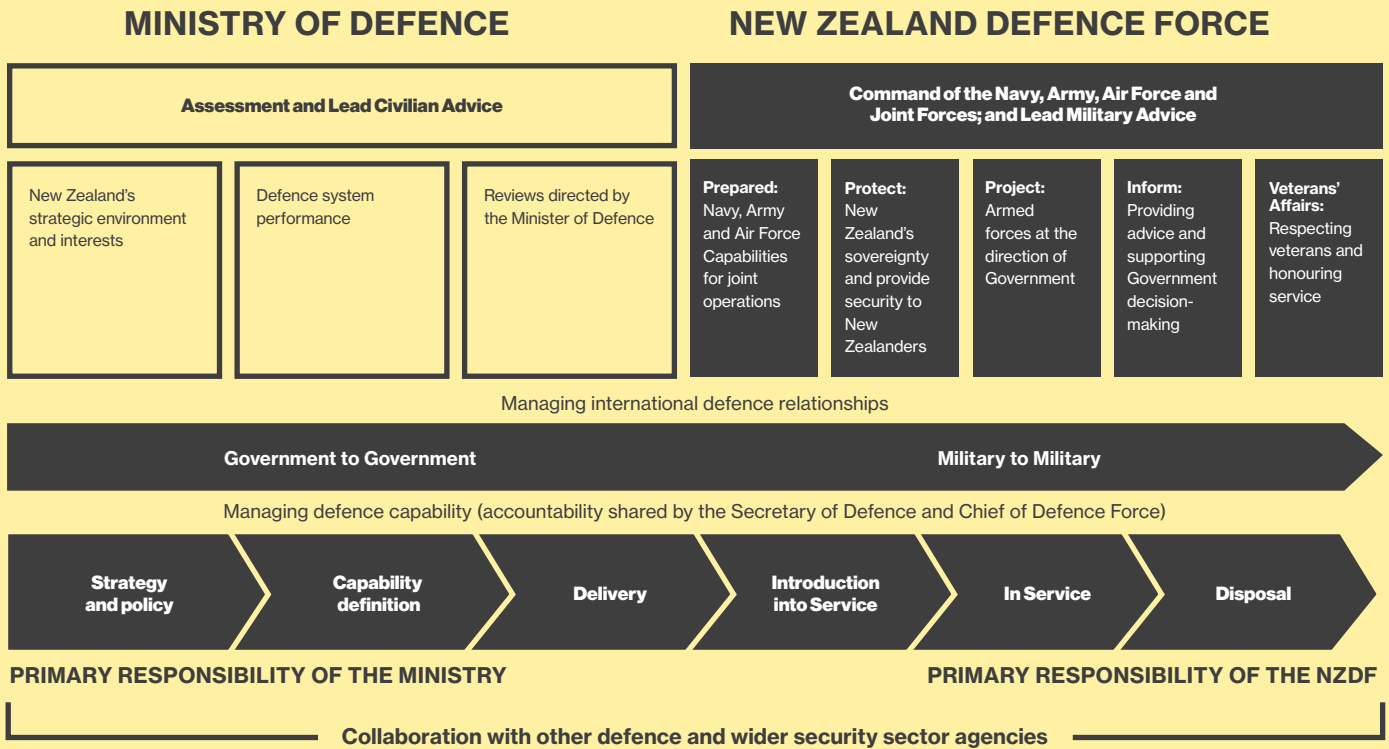 MINISTRY OF DEFENCE
NEW ZEALAND DEFENCE FORCE
Assessment and Lead Civilian Advice
Command of the Navy, Army, Air Force and
Joint Forces; and Lead Military Advice
New Zealand's
strategic environment
and interests
Defence system
performance
Reviews directed by
the Minister of Defence
Prepared:
Navy, Army
and Air Force
Capabilities
for joint
operations
Protect:
New
Zealand's
sovereignty
and provide
security to
New
Zealanders
Project:
Armed
forces at the
direction of
Government
Inform:
Providing
advice and
supporting
Government
decision-
making
Veterans'
Affairs:
Respecting
veterans and
honouring
service
Managing international defence relationships
Government to Government
Military to Military
Managing defence capability (accountability shared by the Secretary of Defence and Chief of Defence Force)
Strategy
and policy
Capability
definition
Delivery
Introduction
into Service
In Service
Disposal
PRIMARY RESPONSIBILITY OF THE MINISTRY
PRIMARY RESPONSIBILITY OF THE NZDF
Collaboration with other defence and wider security sector agencies